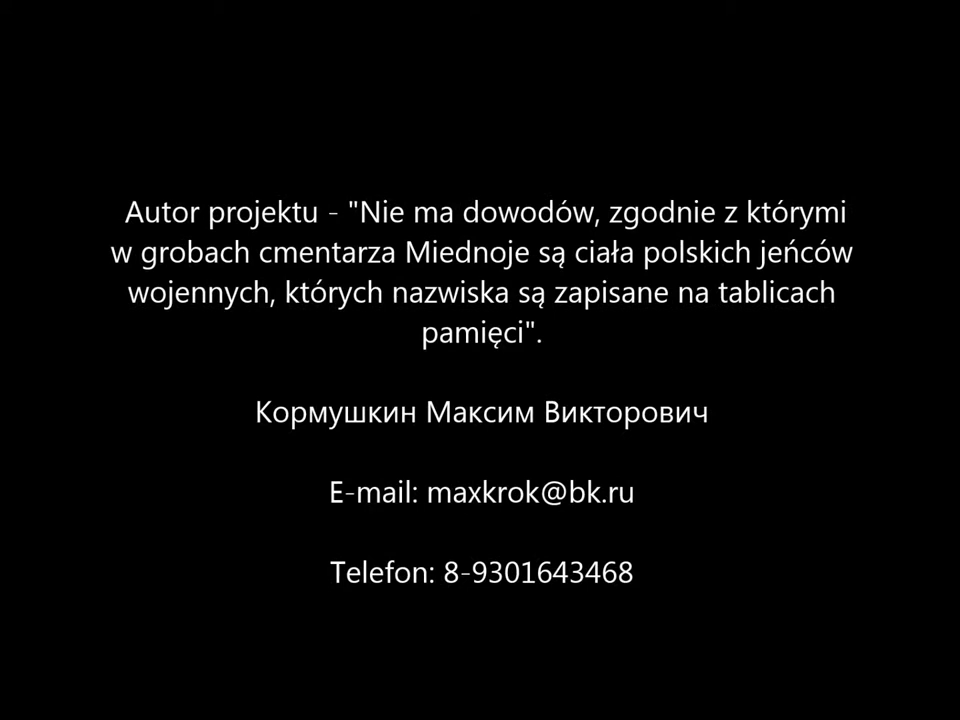 Autor projektu - "Nie ma dowodów, zgodnie z którymi
w grobach cmentarza Miednoje są ciała polskich jeńców
wojennych, których nazwiska są zapisane na tablicach
pamięci".
Кормушкин Максим Викторович
E-mail: maxkrok@bk.ru
Telefon: 8-9301643468